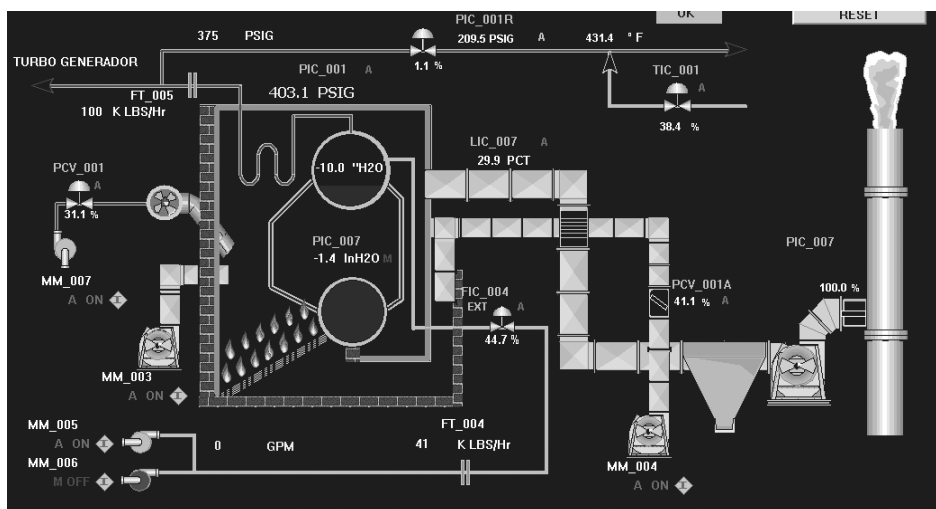 OK
RESET
PIC_001R
375 PSIG
209.5 PSIG A
431.4 ° F
TURBO GENERADOR
PIC_001 A
1.1 %
TIC_001
A
FT_005
403.1 PSIG
100 K LBS/Hr
38.4 %
LIC_007 A
29.9 PCT
PCV_001
A
-10.0 "H2O
31.1 %
PIC_007
-1.4 InH2O M
PIC_007
MM_007
A ON I
FIC_004 A
EXT
PCV_001A
41.1 % A
100.0 %
44.7 %
MM_003
A ON I
MM_005
A ON I
0 GPM
FT_004
41 K LBS/Hr
MM_006
M OFF I
MM_004
A ON I